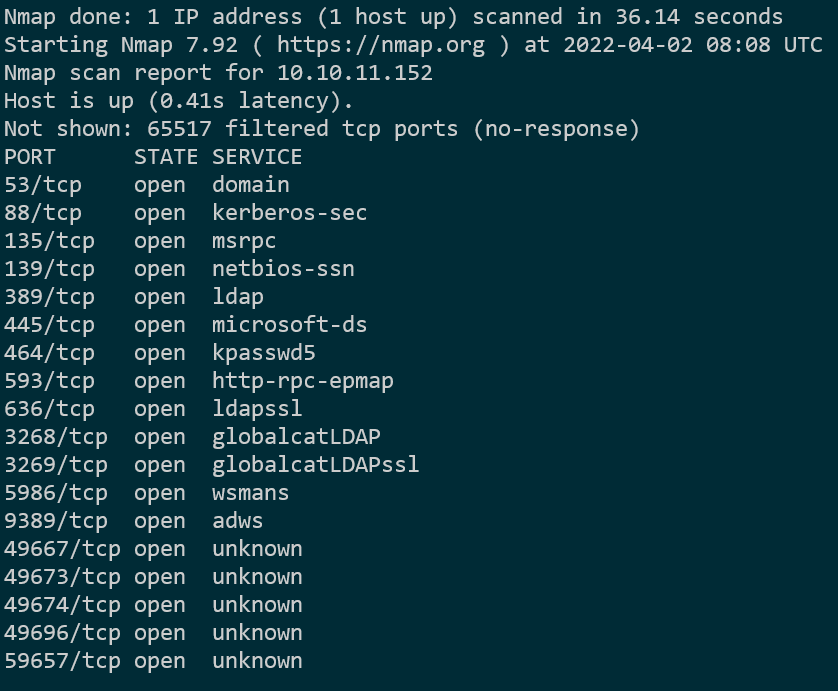 Nmap done: 1 IP address (1 host up) scanned in 36.14 seconds
Starting Nmap 7.92 ( https://nmap.org ) at 2022-04-02 08:08 UTC
Nmap scan report for 10.10.11.152
Host is up (0.41s latency).
Not shown: 65517 filtered tcp ports (no-response)
PORT      STATE SERVICE
53/tcp    open  domain
88/tcp    open  kerberos-sec
135/tcp   open  msrpc
139/tcp   open  netbios-ssn
389/tcp   open  ldap
445/tcp   open  microsoft-ds
464/tcp   open  kpasswd5
593/tcp   open  http-rpc-epmap
636/tcp   open  ldapssl
3268/tcp  open  globalcatLDAP
3269/tcp  open  globalcatLDAPssl
5986/tcp  open  wsmans
9389/tcp  open  adws
49667/tcp open  unknown
49673/tcp open  unknown
49674/tcp open  unknown
49696/tcp open  unknown
59657/tcp open  unknown